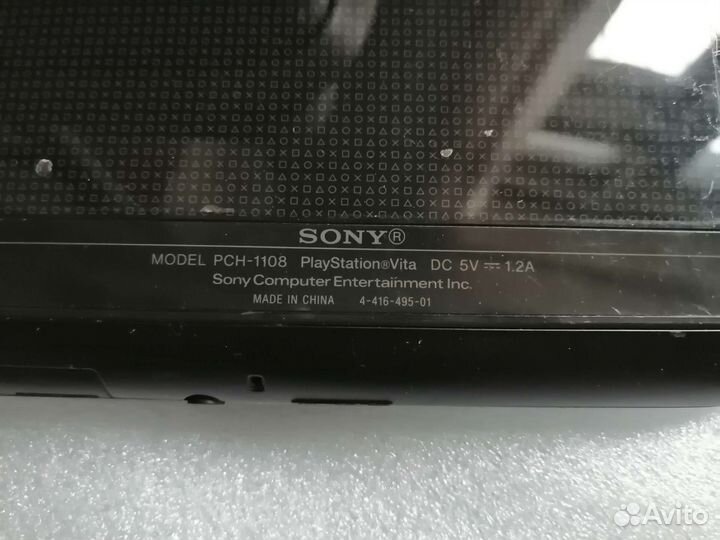 SONY®
MODEL PCH-1108 PlayStation®Vita DC 5V ⎓ 1.2A
Sony Computer Entertainment Inc.
MADE IN CHINA 4-416-495-01
Avito